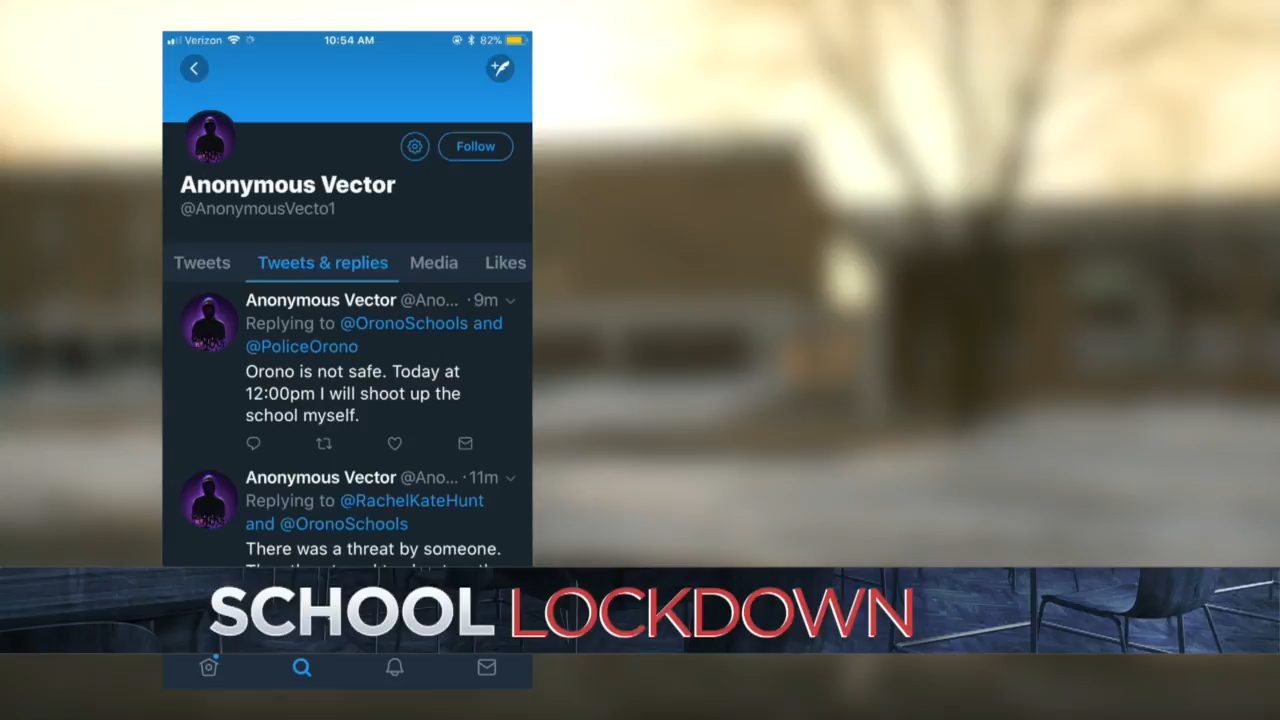 Verizon 10:54 AM 82%
Follow
Anonymous Vector
@AnonymousVecto1
Tweets Tweets & replies Media Likes
Anonymous Vector @Ano... · 9m
Replying to @OronoSchools and
@PoliceOrono
Orono is not safe. Today at
12:00pm I will shoot up the
school myself.
Anonymous Vector @Ano... · 11m
Replying to @RachelKateHunt
and @OronoSchools
There was a threat by someone.
SCHOOL LOCKDOWN